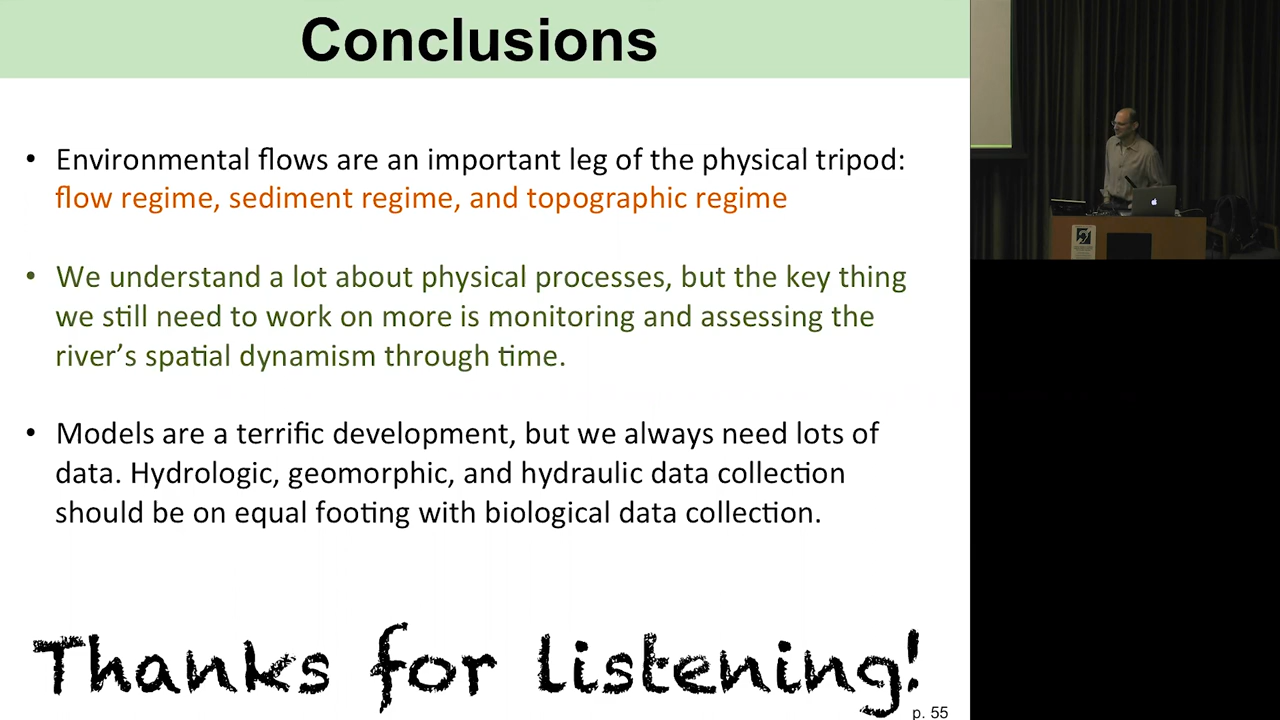 Conclusions
• Environmental flows are an important leg of the physical tripod:
flow regime, sediment regime, and topographic regime
• We understand a lot about physical processes, but the key thing
we still need to work on more is monitoring and assessing the
river's spatial dynamism through time.
• Models are a terrific development, but we always need lots of
data. Hydrologic, geomorphic, and hydraulic data collection
should be on equal footing with biological data collection.
Thanks for listening!
p. 55